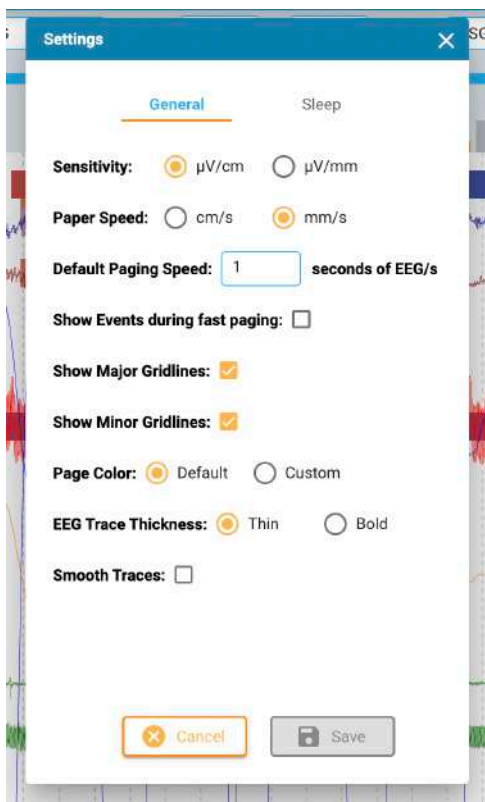 Settings
General Sleep
Sensitivity: µV/cm µV/mm
Paper Speed: cm/s mm/s
Default Paging Speed: 1 seconds of EEG/s
Show Events during fast paging:
Show Major Gridlines:
Show Minor Gridlines:
Page Color: Default Custom
EEG Trace Thickness: Thin Bold
Smooth Traces:
Cancel Save